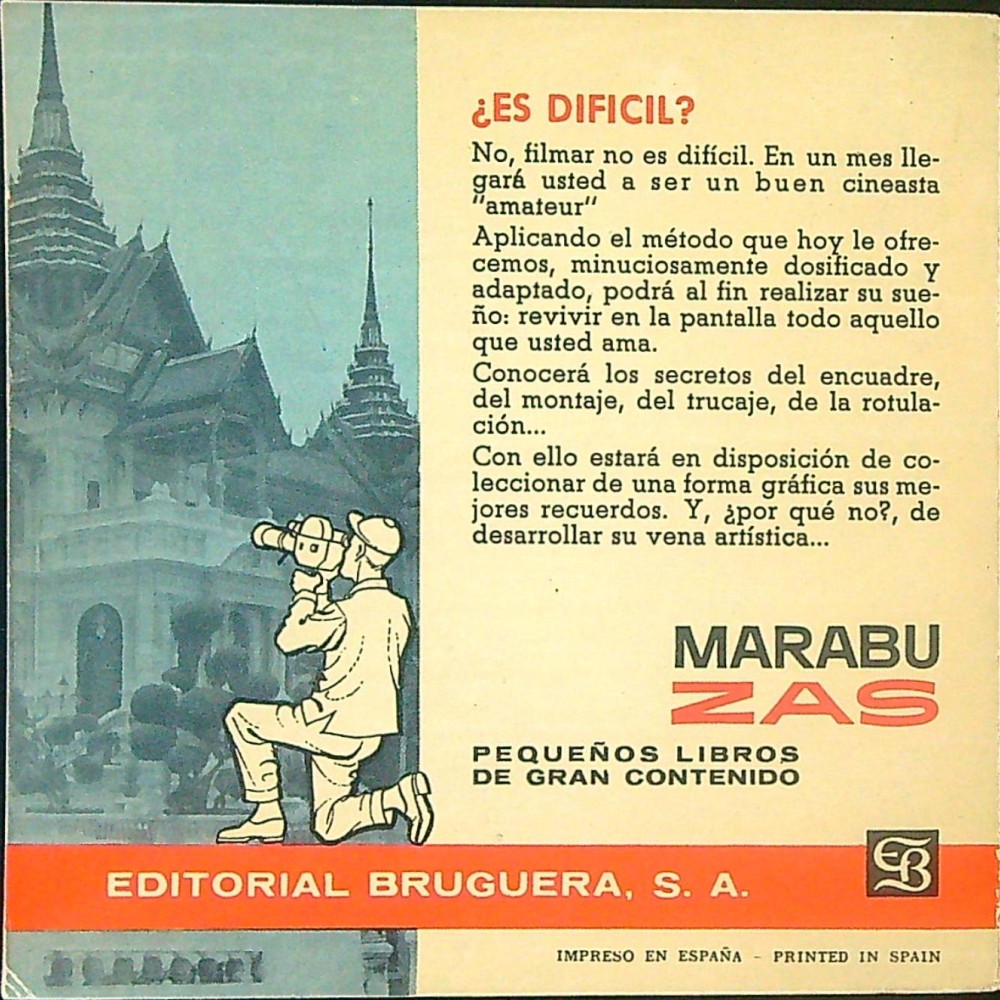 ¿ES DIFICIL?
No, filmar no es difícil. En un mes lle-
gará usted a ser un buen cineasta
"amateur"
Aplicando el método que hoy le ofre-
cemos, minuciosamente dosificado y
adaptado, podrá al fin realizar su sue-
ño: revivir en la pantalla todo aquello
que usted ama.
Conocerá los secretos del encuadre,
del montaje, del trucaje, de la rotula-
ción...
Con ello estará en disposición de co-
leccionar de una forma gráfica sus me-
jores recuerdos. Y, ¿por qué no?, de
desarrollar su vena artística...
MARABU
ZAS
PEQUEÑOS LIBROS
DE GRAN CONTENIDO
EB
EDITORIAL BRUGUERA, S. A.
IMPRESO EN ESPAÑA - PRINTED IN SPAIN